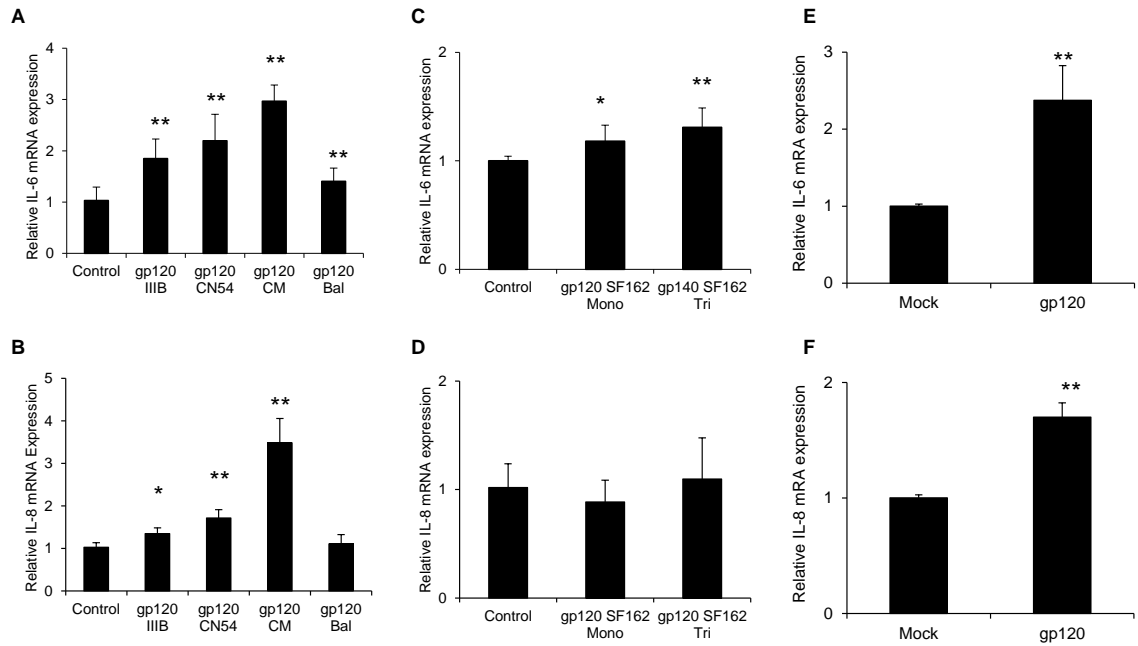 A
Relative IL-6 mRNA expression
4
3
2
1
0
**
**
**
**
Control
gp120
IIIB
gp120
CN54
gp120
CM
gp120
Bal
C
Relative IL-6 mRNA expression
2
1
0
*
**
Control
gp120 SF162
Mono
gp140 SF162
Tri
E
Relative IL-6 mRA expression
3
2
1
0
**
Mock
gp120
B
Relative IL-8 mRNA Expression
5
4
3
2
1
0
*
**
**
Control
gp120
IIIB
gp120
CN54
gp120
CM
gp120
Bal
D
Relative IL-8 mRNA expression
2
1
0
Control
gp120 SF162
Mono
gp120 SF162
Tri
F
Relative IL-8 mRA expression
2
1
0
**
Mock
gp120